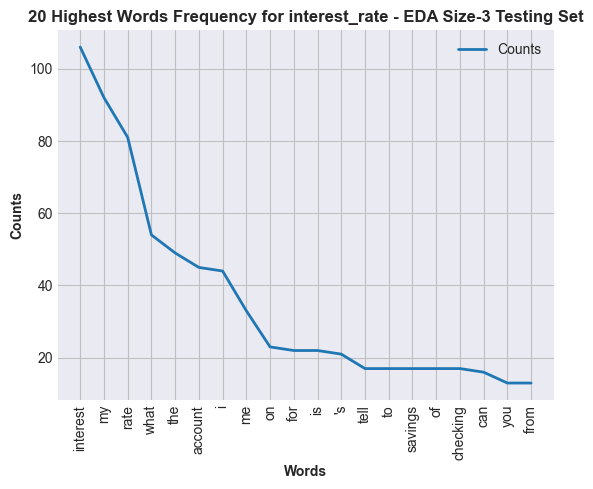 20 Highest Words Frequency for interest_rate - EDA Size-3 Testing Set
Counts
100
80
60
40
20
Counts
interest
my
rate
what
the
account
i
me
on
for
is
's
tell
to
savings
of
checking
can
you
from
Words